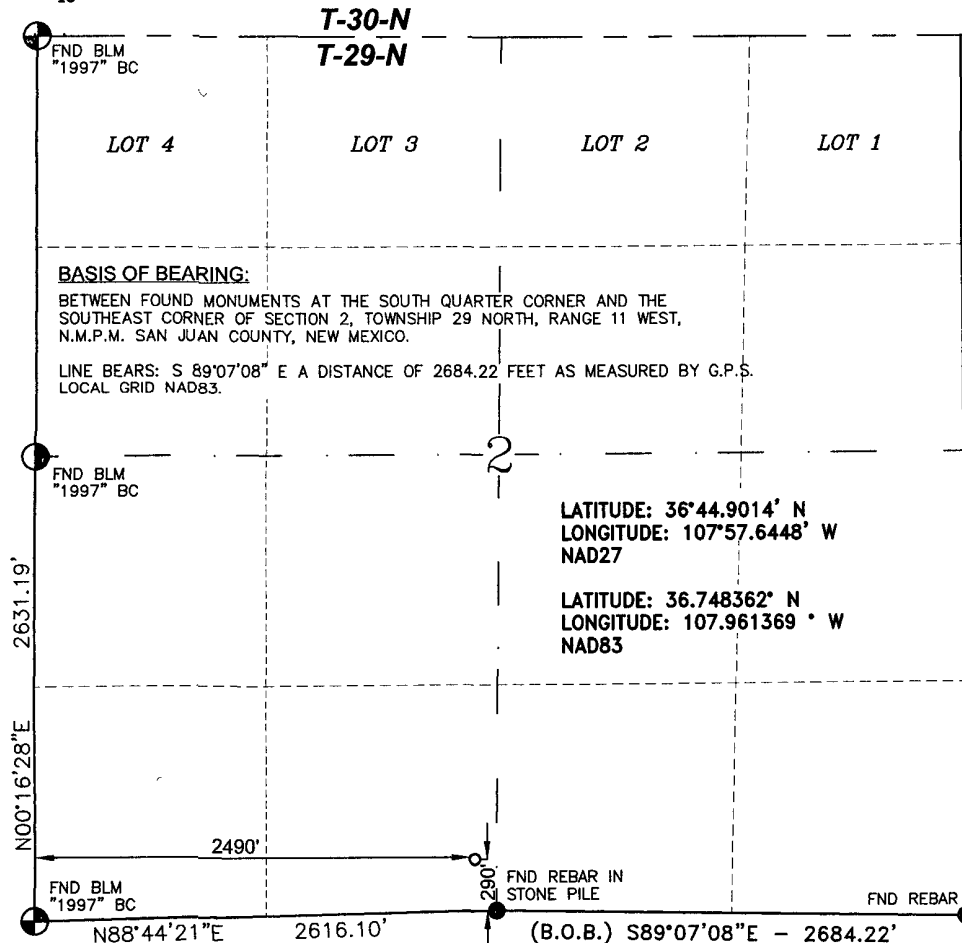 T-30-N
T-29-N
FND BLM
"1997" BC
LOT 4
LOT 3
LOT 2
LOT 1
BASIS OF BEARING:
BETWEEN FOUND MONUMENTS AT THE SOUTH QUARTER CORNER AND THE
SOUTHEAST CORNER OF SECTION 2, TOWNSHIP 29 NORTH, RANGE 11 WEST,
N.M.P.M. SAN JUAN COUNTY, NEW MEXICO.
LINE BEARS: S 89°07'08" E A DISTANCE OF 2684.22 FEET AS MEASURED BY G.P.S.
LOCAL GRID NAD83.
2
FND BLM
"1997" BC
LATITUDE: 36°44.9014' N
LONGITUDE: 107°57.6448' W
NAD27
LATITUDE: 36.748362° N
LONGITUDE: 107.961369 ° W
NAD83
2631.19'
N00°16'28"E
2490'
290'
FND BLM
"1997" BC
FND REBAR IN
STONE PILE
FND REBAR
N88°44'21"E 2616.10'
(B.O.B.) S89°07'08"E - 2684.22'